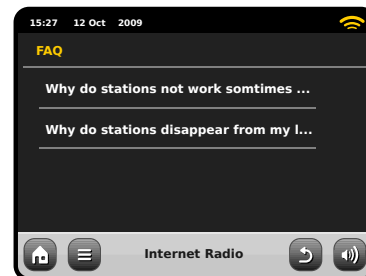 15:27 12 Oct 2009
FAQ
Why do stations not work somtimes ...
Why do stations disappear from my l...
Internet Radio